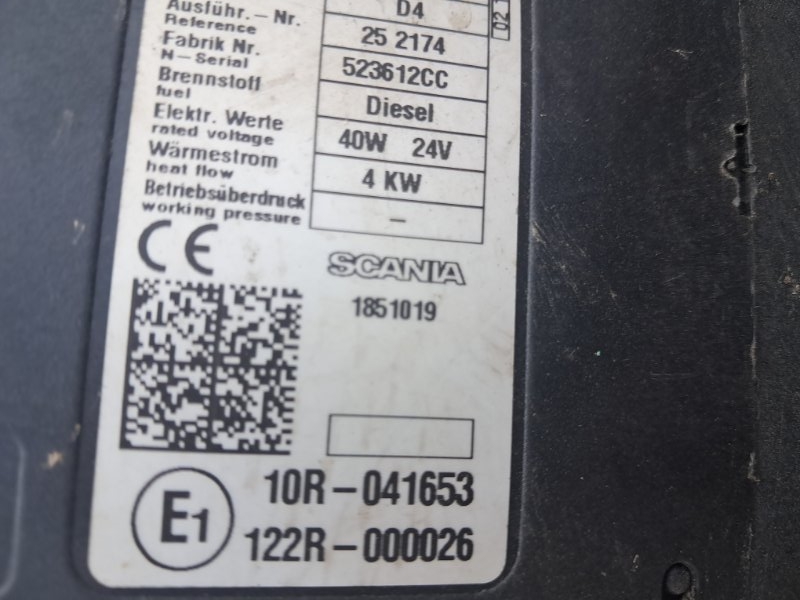 Ausführ.-Nr. D4
Reference
Fabrik Nr. 25 2174
N-Serial 523612CC
Brennstoff
fuel Diesel
Elektr. Werte
rated voltage 40W 24V
Wärmestrom
heat flow 4 KW
Betriebsüberdruck
working pressure –
CE
SCANIA
1851019
E1
10R-041653
122R-000026